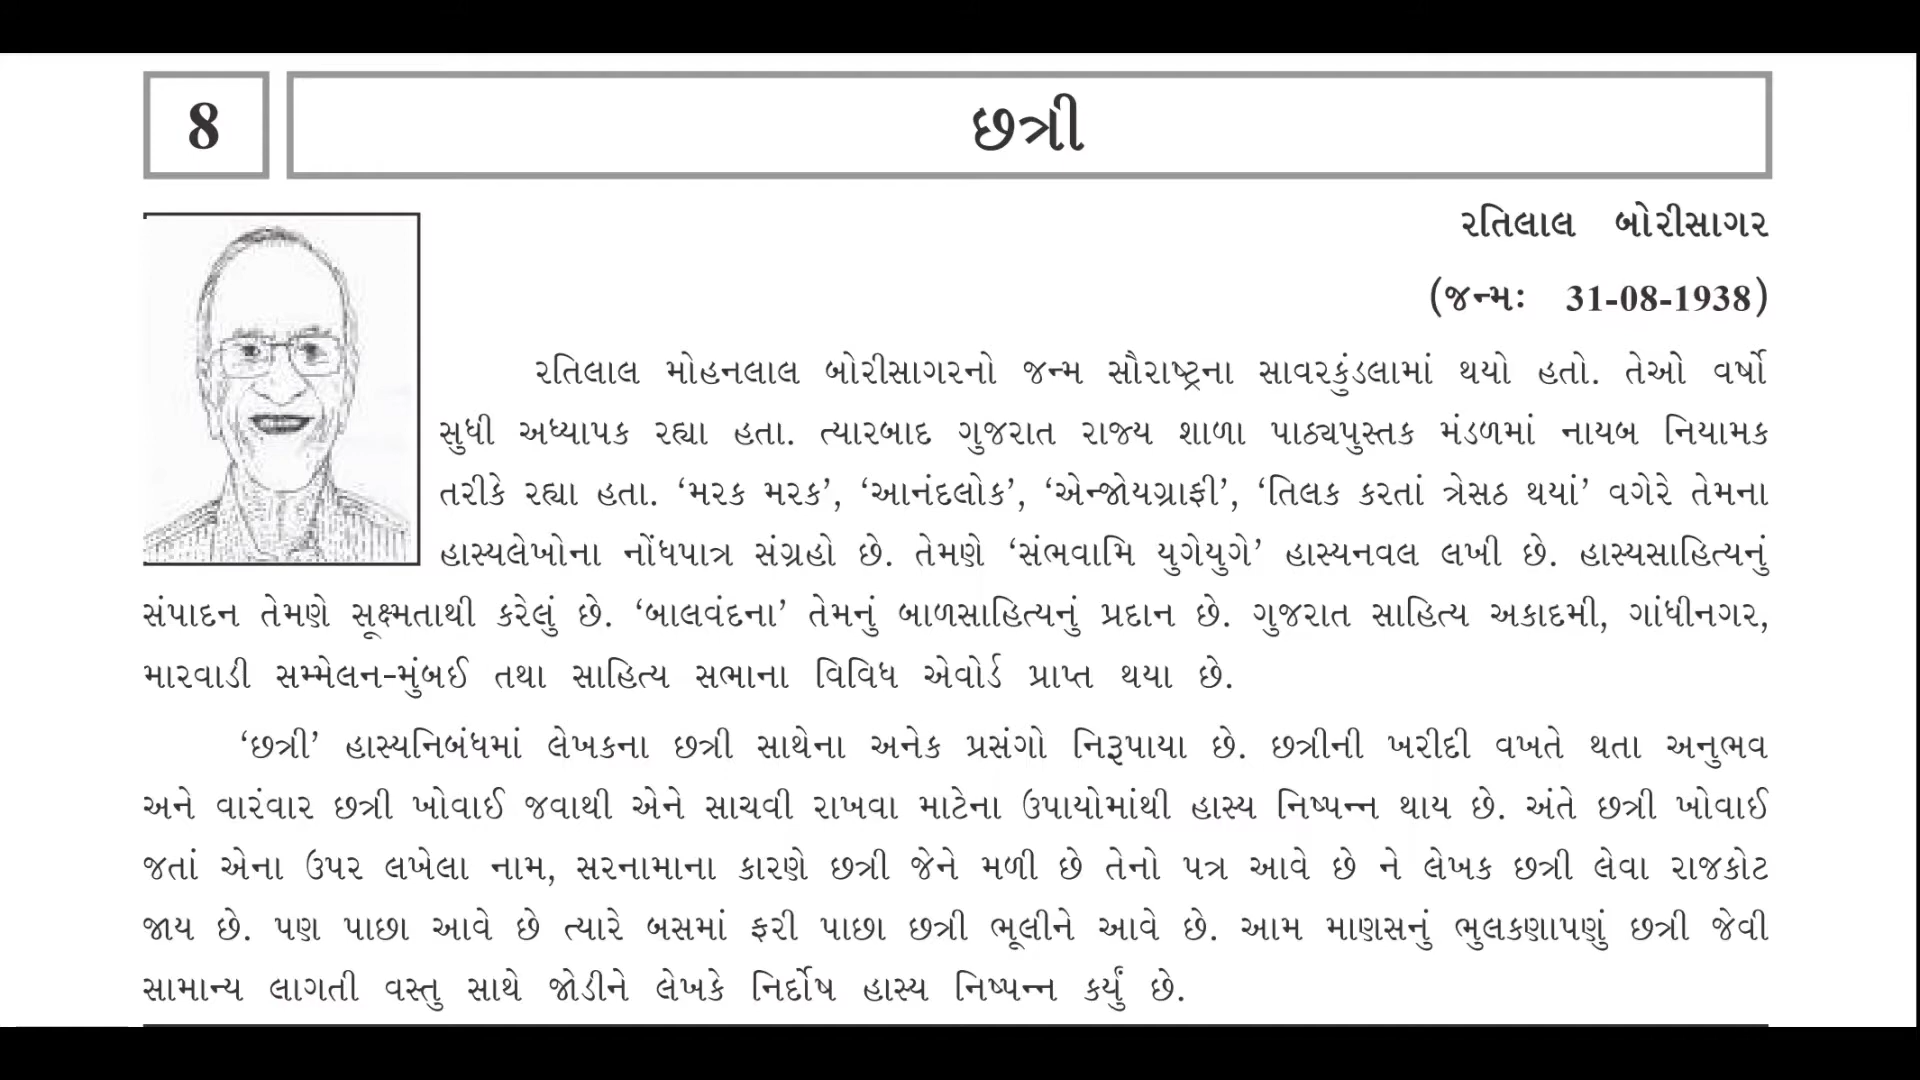 8
છત્રી
રતિલાલ બોરીસાગર
(જન્મ: 31-08-1938)
રતિલાલ મોહનલાલ બોરીસાગરનો જન્મ સૌરાષ્ટ્રના સાવરકુંડલામાં થયો હતો. તેઓ વર્ષો
સુધી અધ્યાપક રહ્યા હતા. ત્યારબાદ ગુજરાત રાજ્ય શાળા પાઠ્યપુસ્તક મંડળમાં નાયબ નિયામક
તરીકે રહ્યા હતા. ‘મરક મરક’, ‘આનંદલોક’, ‘એન્જોયગ્રાફી’, ‘તિલક કરતાં ત્રેસઠ થયાં’ વગેરે તેમના
હાસ્યલેખોના નોંધપાત્ર સંગ્રહો છે. તેમણે ‘સંભવામિ યુગેયુગે’ હાસ્યનવલ લખી છે. હાસ્યસાહિત્યનું
સંપાદન તેમણે સૂક્ષ્મતાથી કરેલું છે. ‘બાલવંદના’ તેમનું બાળસાહિત્યનું પ્રદાન છે. ગુજરાત સાહિત્ય અકાદમી, ગાંધીનગર,
મારવાડી સમ્મેલન-મુંબઈ તથા સાહિત્ય સભાના વિવિધ એવોર્ડ પ્રાપ્ત થયા છે.
‘છત્રી’ હાસ્યનિબંધમાં લેખકના છત્રી સાથેના અનેક પ્રસંગો નિરૂપાયા છે. છત્રીની ખરીદી વખતે થતા અનુભવ
અને વારંવાર છત્રી ખોવાઈ જવાથી એને સાચવી રાખવા માટેના ઉપાયોમાંથી હાસ્ય નિષ્પન્ન થાય છે. અંતે છત્રી ખોવાઈ
જતાં એના ઉપર લખેલા નામ, સરનામાના કારણે છત્રી જેને મળી છે તેનો પત્ર આવે છે ને લેખક છત્રી લેવા રાજકોટ
જાય છે. પણ પાછા આવે છે ત્યારે બસમાં ફરી પાછા છત્રી ભૂલીને આવે છે. આમ માણસનું ભુલકણાપણું છત્રી જેવી
સામાન્ય લાગતી વસ્તુ સાથે જોડીને લેખકે નિર્દોષ હાસ્ય નિષ્પન્ન કર્યું છે.